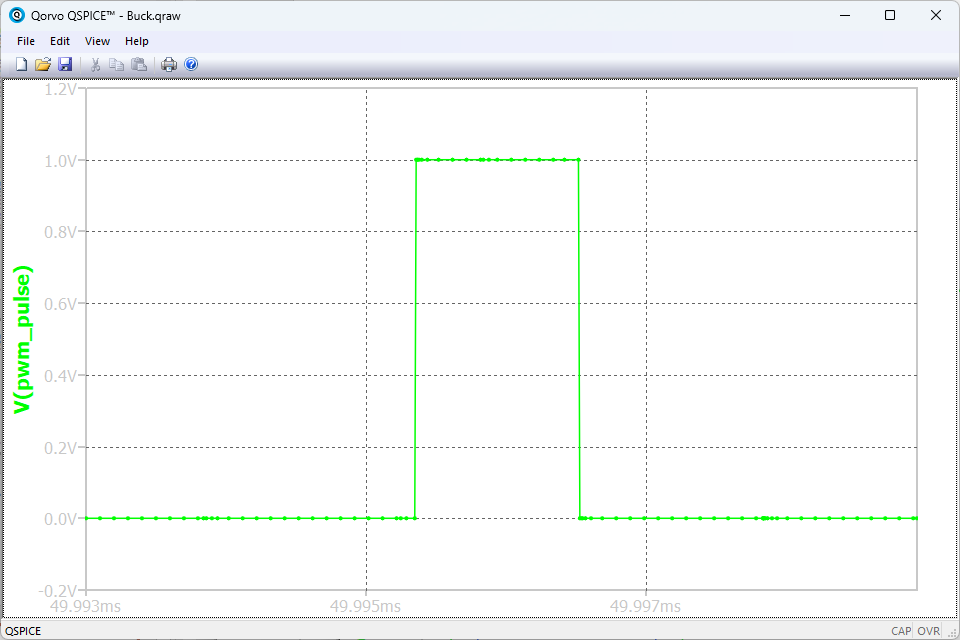 Qorvo QSPICE™ - Buck.qraw
File Edit View Help
1.2V
1.0V
0.8V
0.6V
0.4V
0.2V
0.0V
-0.2V
V(pwm_pulse)
49.993ms 49.995ms 49.997ms
QSPICE CAP OVR